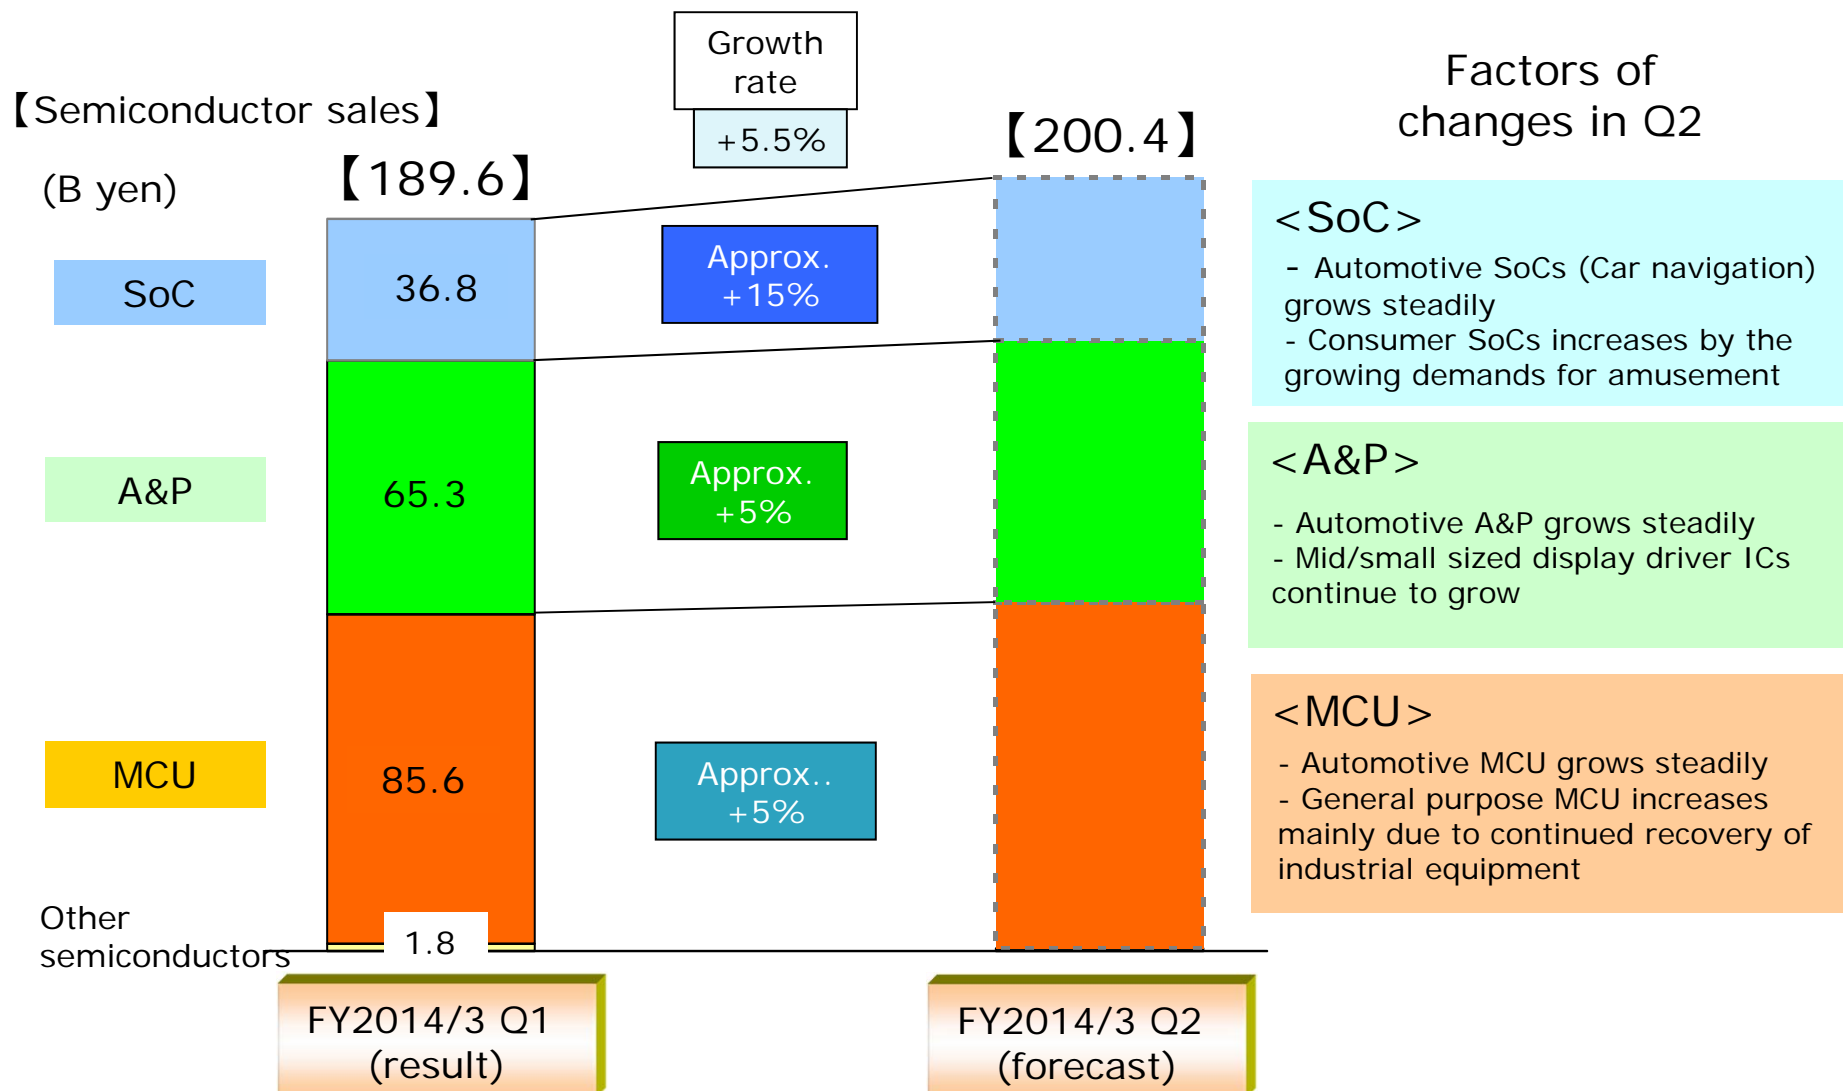 Growth
rate
+5.5%
【Semiconductor sales】
(B yen)
【189.6】
【200.4】
Factors of
changes in Q2
SoC
36.8
Approx.
+15%
A&P
65.3
Approx.
+5%
MCU
85.6
Approx..
+5%
Other
semiconductors
1.8
FY2014/3 Q1
(result)
FY2014/3 Q2
(forecast)
<SoC>
- Automotive SoCs (Car navigation)
grows steadily
- Consumer SoCs increases by the
growing demands for amusement
<A&P>
- Automotive A&P grows steadily
- Mid/small sized display driver ICs
continue to grow
<MCU>
- Automotive MCU grows steadily
- General purpose MCU increases
mainly due to continued recovery of
industrial equipment